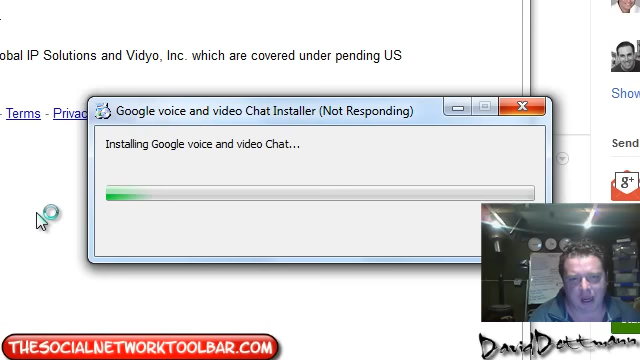 obal IP Solutions and Vidyo, Inc. which are covered under pending US
Terms Privac
Google voice and video Chat Installer (Not Responding)
Installing Google voice and video Chat...
Show
Send
g+
THESOCIALNETWORKTOOLBAR.COM
David Dettmann